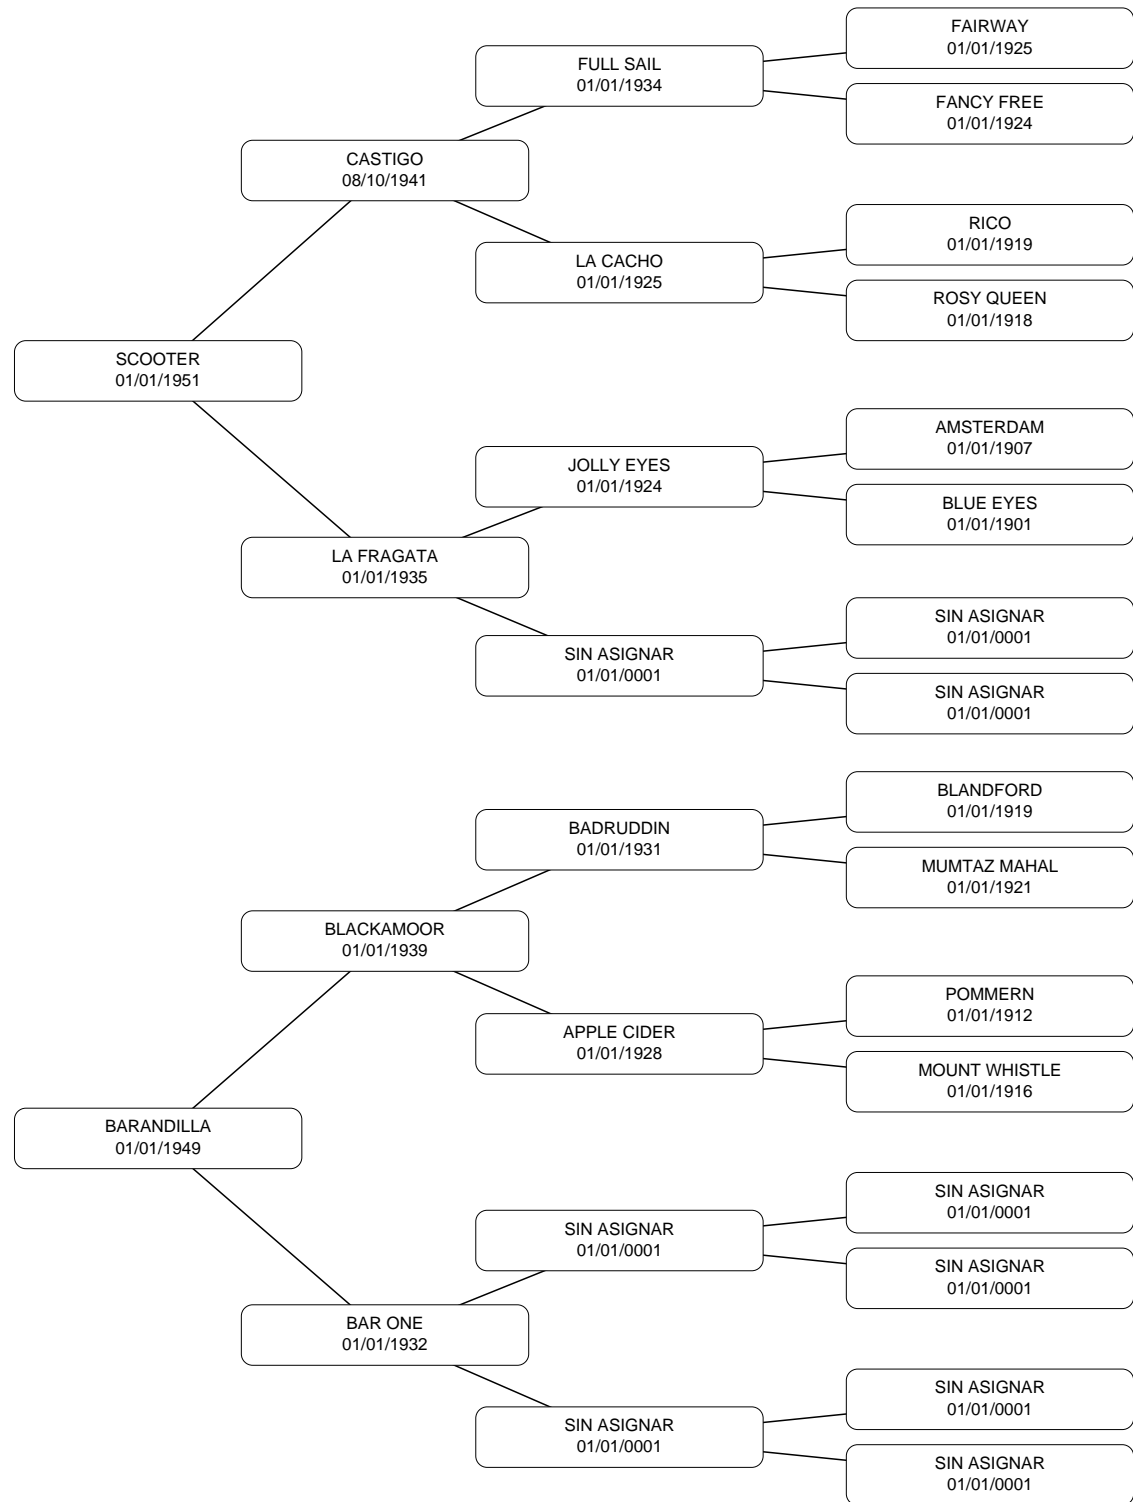 FAIRWAY
01/01/1925
FULL SAIL
01/01/1934
FANCY FREE
01/01/1924
CASTIGO
08/10/1941
RICO
01/01/1919
LA CACHO
01/01/1925
ROSY QUEEN
01/01/1918
SCOOTER
01/01/1951
AMSTERDAM
01/01/1907
JOLLY EYES
01/01/1924
BLUE EYES
01/01/1901
LA FRAGATA
01/01/1935
SIN ASIGNAR
01/01/0001
SIN ASIGNAR
01/01/0001
SIN ASIGNAR
01/01/0001
BLANDFORD
01/01/1919
BADRUDDIN
01/01/1931
MUMTAZ MAHAL
01/01/1921
BLACKAMOOR
01/01/1939
POMMERN
01/01/1912
APPLE CIDER
01/01/1928
MOUNT WHISTLE
01/01/1916
BARANDILLA
01/01/1949
SIN ASIGNAR
01/01/0001
SIN ASIGNAR
01/01/0001
SIN ASIGNAR
01/01/0001
BAR ONE
01/01/1932
SIN ASIGNAR
01/01/0001
SIN ASIGNAR
01/01/0001
SIN ASIGNAR
01/01/0001